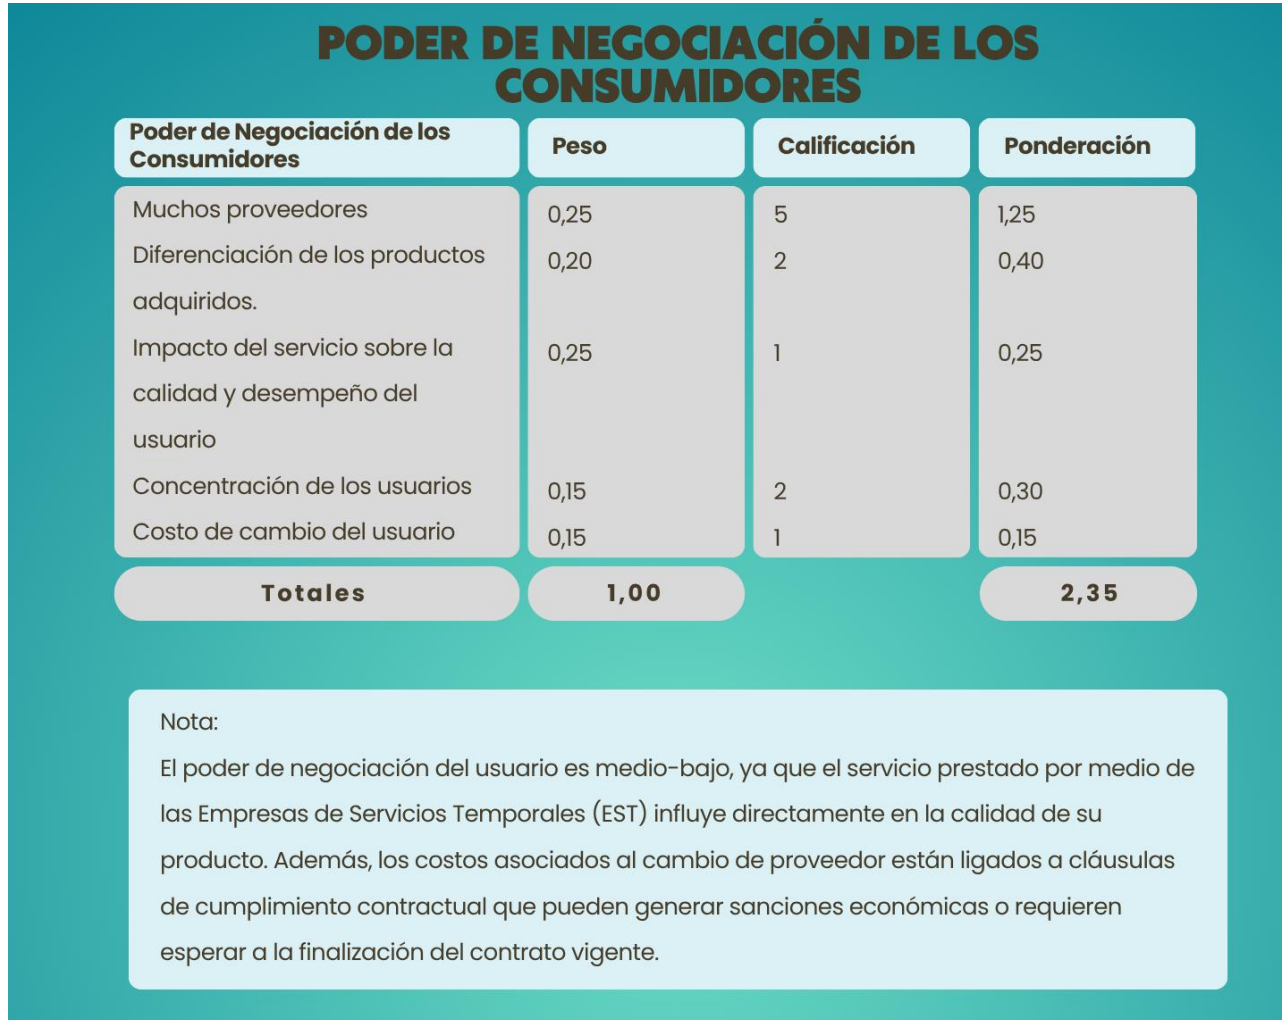 PODER DE NEGOCIACIÓN DE LOS
CONSUMIDORES
Poder de Negociación de los
Consumidores
Peso
Calificación
Ponderación
Muchos proveedores
0,25
5
1,25
Diferenciación de los productos
adquiridos.
0,20
2
0,40
Impacto del servicio sobre la
calidad y desempeño del
usuario
0,25
1
0,25
Concentración de los usuarios
0,15
2
0,30
Costo de cambio del usuario
0,15
1
0,15
Totales
1,00
2,35
Nota:
El poder de negociación del usuario es medio-bajo, ya que el servicio prestado por medio de
las Empresas de Servicios Temporales (EST) influye directamente en la calidad de su
producto. Además, los costos asociados al cambio de proveedor están ligados a cláusulas
de cumplimiento contractual que pueden generar sanciones económicas o requieren
esperar a la finalización del contrato vigente.